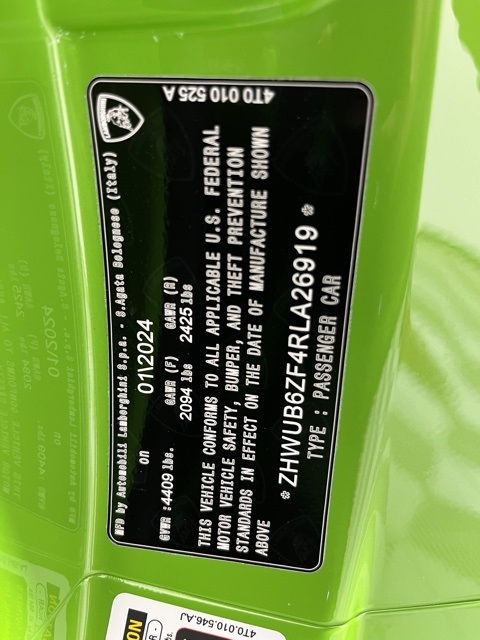 MFD by Automobili Lamborghini S.p.a. - S.Agata Bolognese (Italy)
on 01\2024
GVWR :4409 lbs. GAWR (F) 2094 lbs GAWR (R) 2425 lbs
THIS VEHICLE CONFORMS TO ALL APPLICABLE U.S. FEDERAL
MOTOR VEHICLE SAFETY, BUMPER, AND THEFT PREVENTION
STANDARDS IN EFFECT ON THE DATE OF MANUFACTURE SHOWN
ABOVE
* ZHWUB6ZF4RLA26919 *
TYPE : PASSENGER CAR
4T0 010 525 A
4T0.010.546.AJ